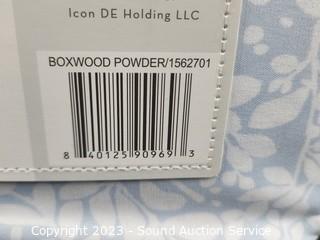 Icon DE Holding LLC
BOXWOOD POWDER/1562701
8 40125 90969 3
Copyright 2023 - Sound Auction Service